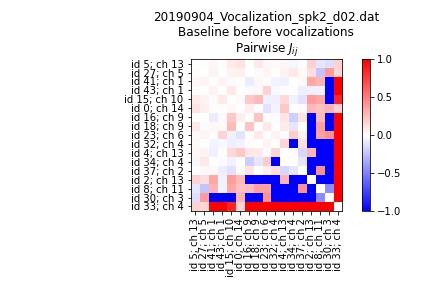 20190904_Vocalization_spk2_d02.dat
Baseline before vocalizations
Pairwise J_ij
id 5; ch 13
id 27; ch 5
id 41; ch 1
id 43; ch 1
id 15; ch 10
id 0; ch 14
id 16; ch 9
id 18; ch 9
id 23; ch 6
id 32; ch 4
id 4; ch 13
id 34; ch 4
id 37; ch 2
id 2; ch 13
id 8; ch 11
id 30; ch 3
id 33; ch 4
id 5; ch 13
id 27; ch 5
id 41; ch 1
id 43; ch 1
id 15; ch 10
id 0; ch 14
id 16; ch 9
id 18; ch 9
id 23; ch 6
id 32; ch 4
id 4; ch 13
id 34; ch 4
id 37; ch 2
id 2; ch 13
id 8; ch 11
id 30; ch 3
id 33; ch 4
1.0
0.5
0.0
−0.5
−1.0